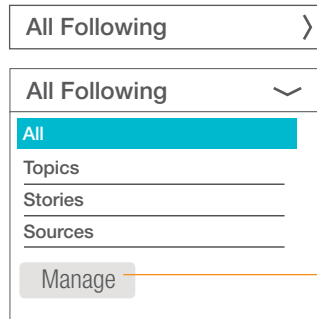 All Following
All Following
All
Topics
Stories
Sources
Manage